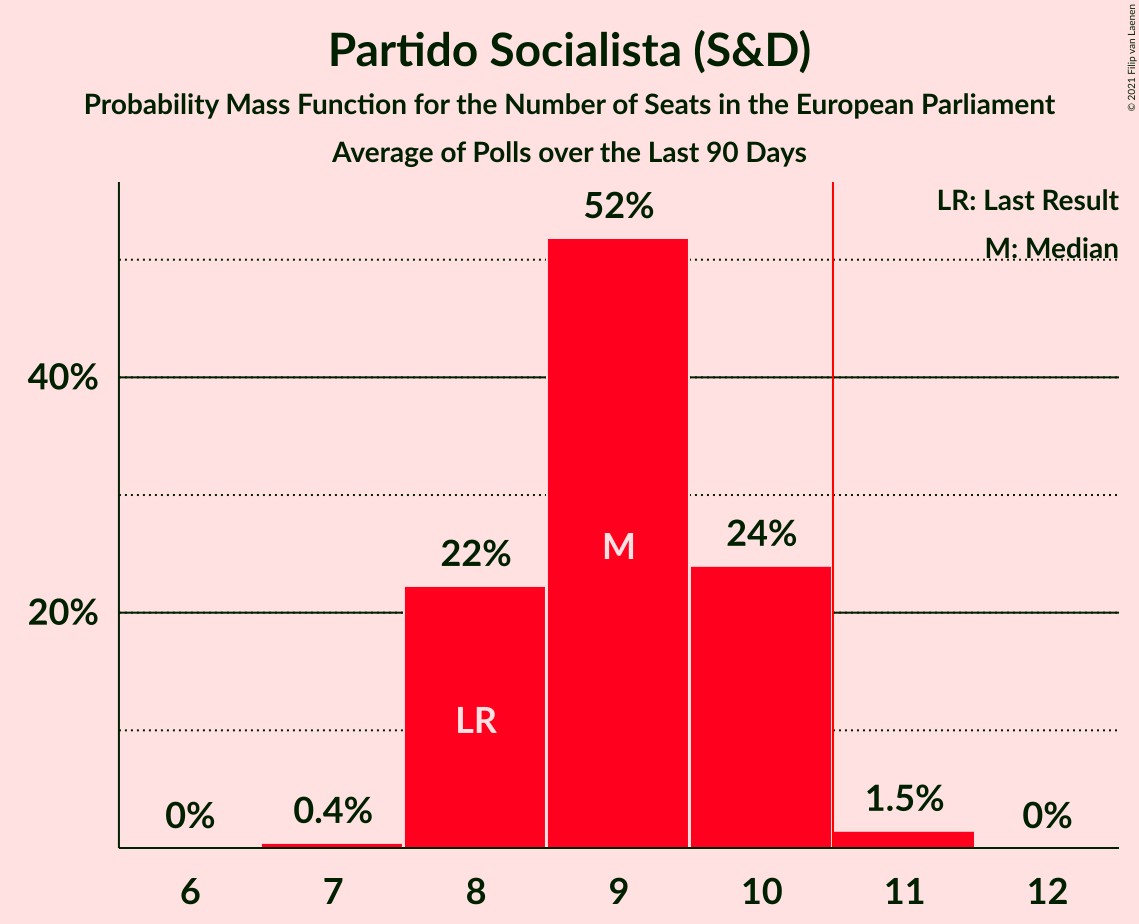 Partido Socialista (S&D)
Probability Mass Function for the Number of Seats in the European Parliament
Average of Polls over the Last 90 Days
© 2021 Filip van Laenen
LR: Last Result
M: Median
52%
40%
24%
22%
M
20%
LR
1.5%
0.4%
0%
0%
6 7 8 9 10 11 12